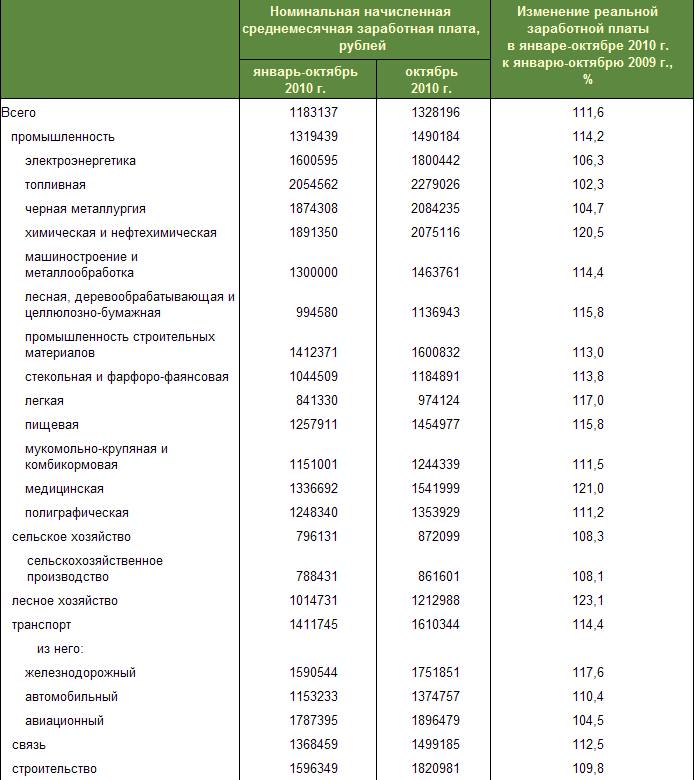 Номинальная начисленная
среднемесячная заработная плата,
рублей
Изменение реальной
заработной платы
в январе-октябре 2010 г.
к январю-октябрю 2009 г.,
%
январь-октябрь
2010 г.
октябрь
2010 г.
Всего 1183137 1328196 111,6
промышленность 1319439 1490184 114,2
электроэнергетика 1600595 1800442 106,3
топливная 2054562 2279026 102,3
черная металлургия 1874308 2084235 104,7
химическая и нефтехимическая 1891350 2075116 120,5
машиностроение и
металлообработка 1300000 1463761 114,4
лесная, деревообрабатывающая и
целлюлозно-бумажная 994580 1136943 115,8
промышленность строительных
материалов 1412371 1600832 113,0
стекольная и фарфоро-фаянсовая 1044509 1184891 113,8
легкая 841330 974124 117,0
пищевая 1257911 1454977 115,8
мукомольно-крупяная и
комбикормовая 1151001 1244339 111,5
медицинская 1336692 1541999 121,0
полиграфическая 1248340 1353929 111,2
сельское хозяйство 796131 872099 108,3
сельскохозяйственное
производство 788431 861601 108,1
лесное хозяйство 1014731 1212988 123,1
транспорт 1411745 1610344 114,4
из него:
железнодорожный 1590544 1751851 117,6
автомобильный 1153233 1374757 110,4
авиационный 1787395 1896479 104,5
связь 1368459 1499185 112,5
строительство 1596349 1820981 109,8